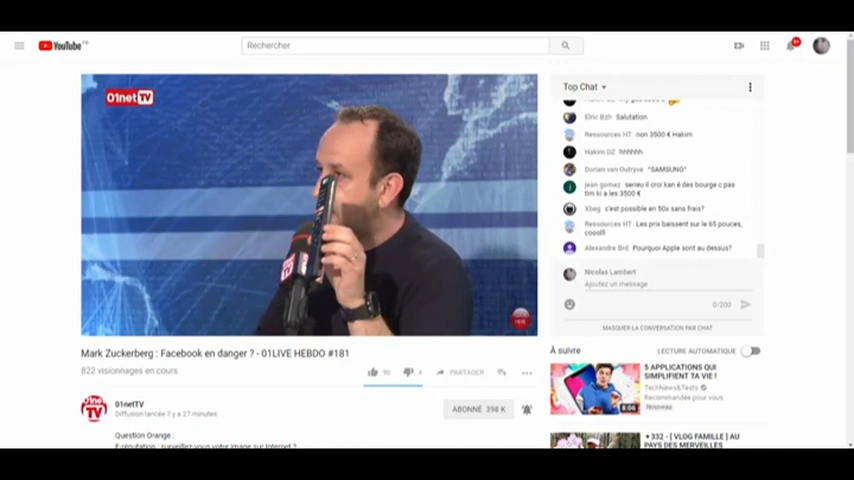 YouTube FR
Rechercher
9+
01net TV
Top Chat
Elric Bzh Salutation
Ressources HT non 3500 € Hakim
Hakim DZ hhhhhh
Dorian van Outryve "SAMSUNG"
jean gomez serieu il croi kan é des bourge c pas
tim ki a les 3500 €
Xbeg c'est possible en 50x sans frais?
Ressources HT Les prix baissent sur le 65 pouces,
cooolli
Alexandre Brd Pourquoi Apple sont au dessus?
Nicolas Lambert
Ajoutez un message
0/200
MASQUER LA CONVERSATION PAR CHAT
Mark Zuckerberg : Facebook en danger ? - 01LIVE HEBDO #181
822 visionnages en cours
90
4
PARTAGER
01netTV
Diffusion lancée il y a 27 minutes
ABONNÉ 398 K
Question Orange :
E-réputation : surveillez-vous votre image sur Internet ?
À suivre
LECTURE AUTOMATIQUE
5 APPLICATIONS QUI
SIMPLIFIENT TA VIE !
TechNews&Tests
Recommandée pour vous
Nouveau
8:06
332 - [ VLOG FAMILLE ] AU
PAYS DES MERVEILLES